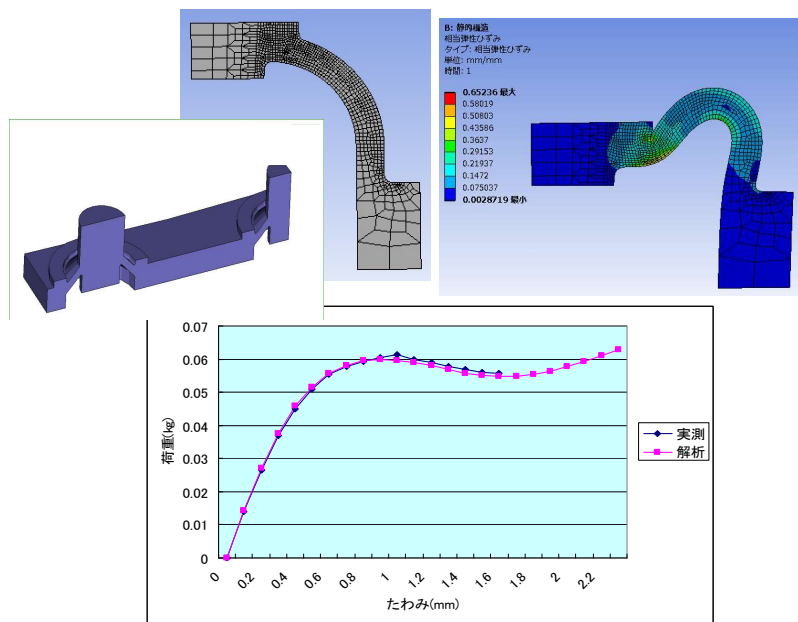 B: 静的構造
相当弾性ひずみ
タイプ: 相当弾性ひずみ
単位: mm/mm
時間: 1
0.65236 最大
0.58019
0.50803
0.43586
0.3637
0.29153
0.21937
0.1472
0.075037
0.0028719 最小
0.07
0.06
0.05
0.04
0.03
0.02
0.01
0
荷重(kg)
0
0.2
0.4
0.6
0.8
1
1.2
1.4
1.6
1.8
2
2.2
たわみ(mm)
実測
解析